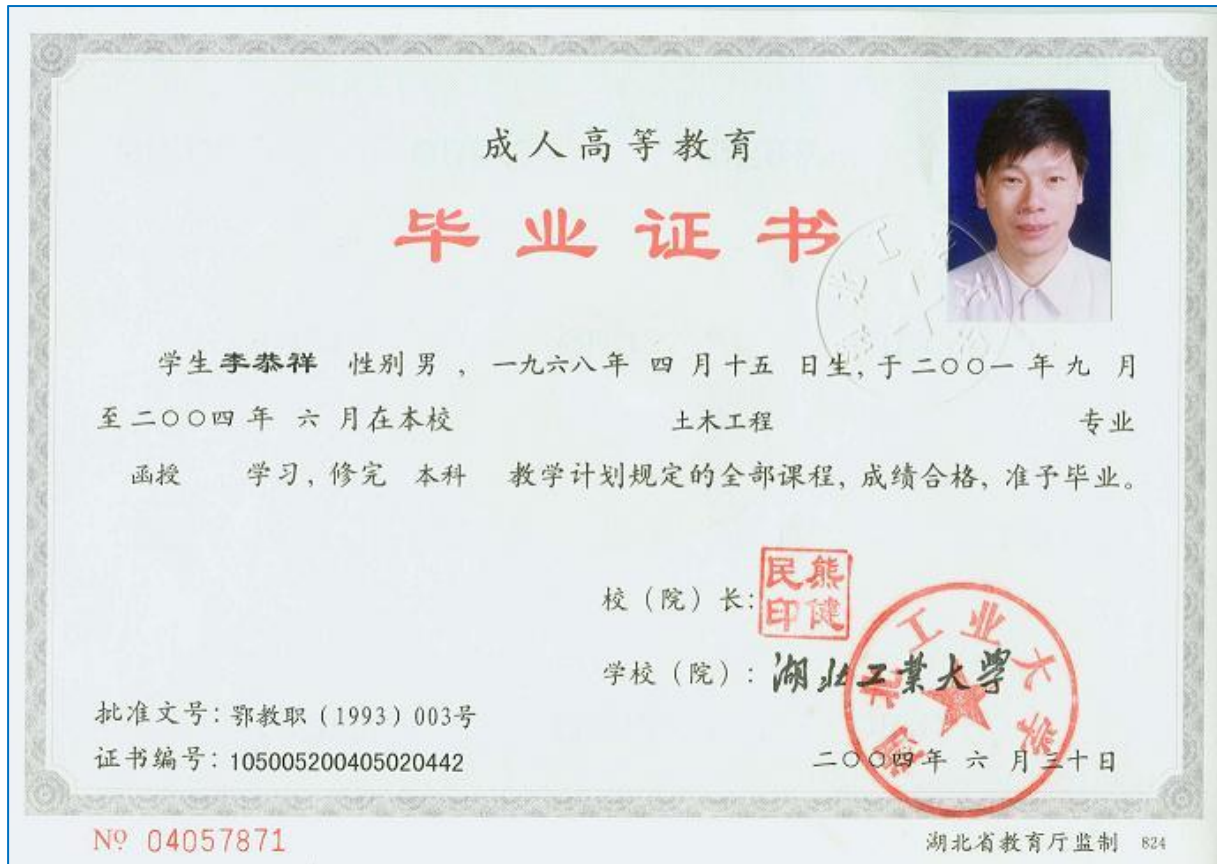 成人高等教育
毕业证书
学生李恭祥 性别男，一九六八年 四 月十五 日生，于二〇〇一 年 九 月
至二〇〇四 年 六 月在本校 土木工程 专业
函授 学习，修完 本科 教学计划规定的全部课程，成绩合格，准予毕业。
校（院）长：
熊健民印
学校（院）：湖北工業大學
湖北工业大学
批准文号：鄂教职（1993）003号
证书编号：105005200405020442
二〇〇四年 六 月三十日
№ 04057871
湖北省教育厅监制 824